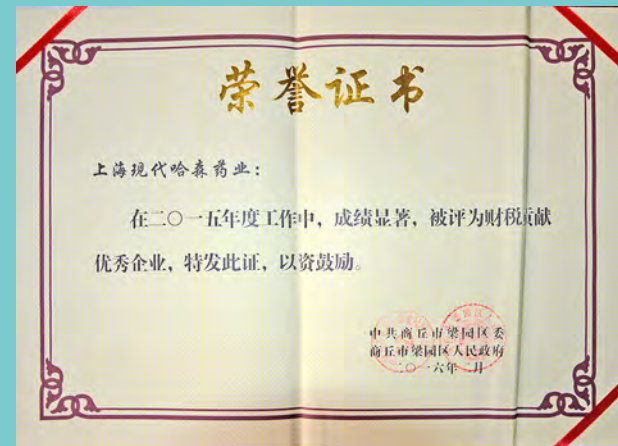 荣誉证书
上海现代哈森药业：
在二〇一五年度工作中，成绩显著，被评为财税贡献
优秀企业，特发此证，以资鼓励。
中共商丘市梁园区委
商丘市梁园区人民政府
二〇一六年二月